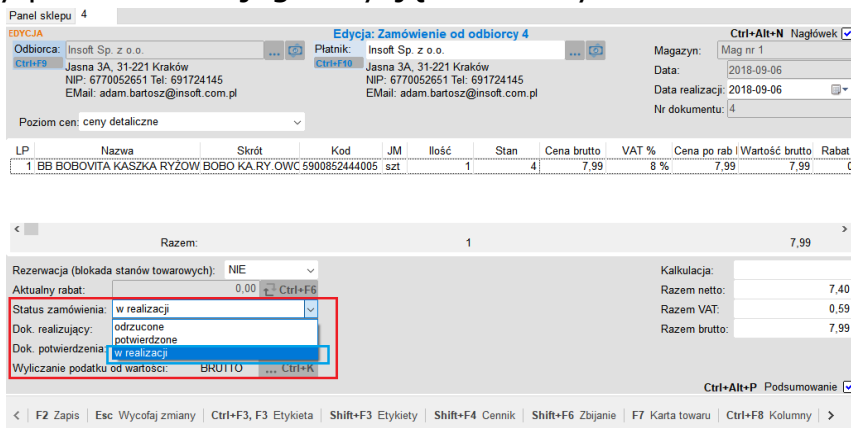 Panel sklepu 4
EDYCJA Edycja: Zamówienie od odbiorcy 4 Ctrl+Alt+N Nagłówek
Odbiorca: Insoft Sp. z o.o. ... Płatnik: Insoft Sp. z o.o. ... Magazyn: Mag nr 1
Ctrl+F9 Jasna 3A, 31-221 Kraków Ctrl+F10 Jasna 3A, 31-221 Kraków Data: 2018-09-06
NIP: 6770052651 Tel: 691724145 NIP: 6770052651 Tel: 691724145
EMail: adam.bartosz@insoft.com.pl EMail: adam.bartosz@insoft.com.pl Data realizacji: 2018-09-06
Nr dokumentu: 4
Poziom cen: ceny detaliczne
LP Nazwa Skrót Kod JM Ilość Stan Cena brutto VAT % Cena po rab Wartość brutto Rabat
1 BB BOBOVITA KASZKA RYŻOW BOBO KA.RY.OWC 5900852444005 szt 1 4 7,99 8 % 7,99 7,99 0
Razem: 1 7,99
Rezerwacja (blokada stanów towarowych): NIE Kalkulacja:
Aktualny rabat: 0,00 Ctrl+F6 Razem netto: 7,40
Status zamówienia: w realizacji Razem VAT: 0,59
Dok. realizujący: odrzucone Razem brutto: 7,99
potwierdzone
Dok. potwierdzenia: w realizacji
Wyliczanie podatku od wartości: BRUTTO ... Ctrl+K
Ctrl+Alt+P Podsumowanie
< F2 Zapis Esc Wycofaj zmiany Ctrl+F3, F3 Etykieta Shift+F3 Etykiety Shift+F4 Cennik Shift+F6 Zbijanie F7 Karta towaru Ctrl+F8 Kolumny >